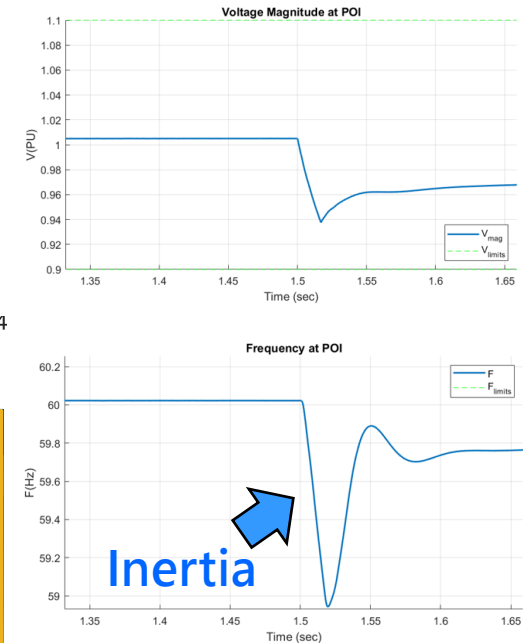 Voltage Magnitude at POI
1.1
1.08
1.06
1.04
1.02
1
0.98
0.96
0.94
0.92
0.9
V(PU)
V_mag
V_limits
1.35 1.4 1.45 1.5 1.55 1.6 1.65
Time (sec)
4
Frequency at POI
60.2
60
59.8
59.6
59.4
59.2
59
F(Hz)
F
F_limits
Inertia
1.35 1.4 1.45 1.5 1.55 1.6 1.65
Time (sec)